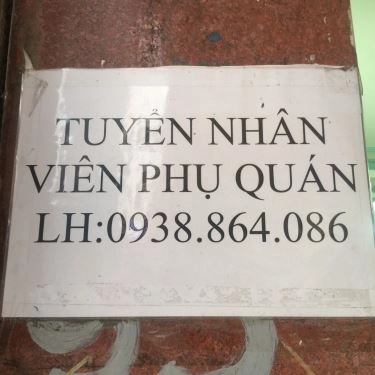 TUYỂN NHÂN
VIÊN PHỤ QUÁN
LH:0938.864.086